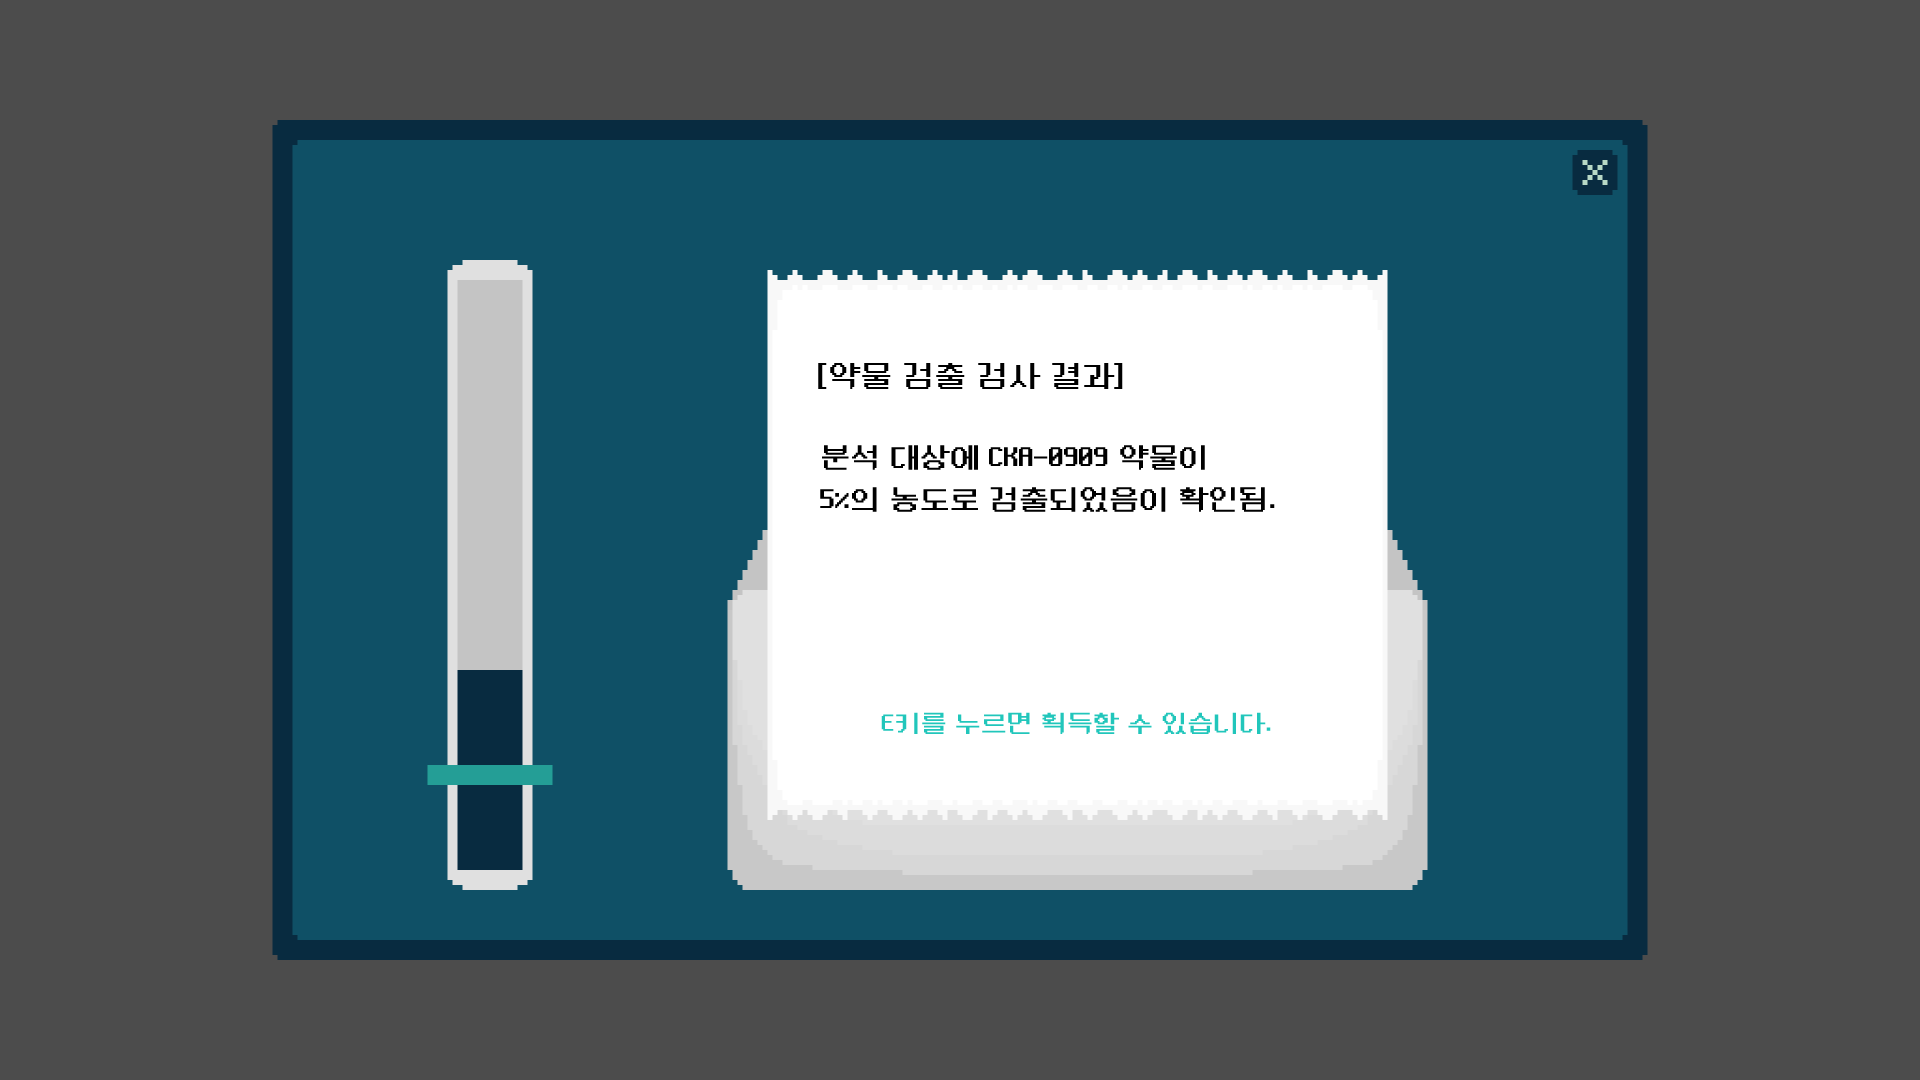 [약물 검출 검사 결과]
분석 대상에 CKA-0909 약물이
5%의 농도로 검출되었음이 확인됨.
E키를 누르면 획득할 수 있습니다.